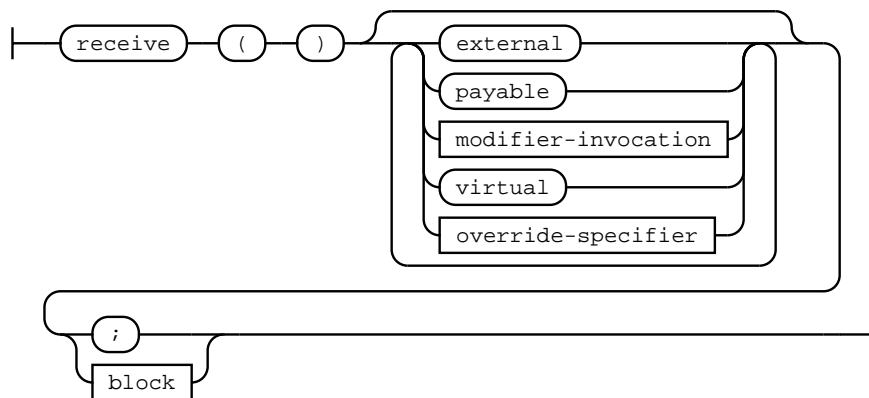 receive ( ) external
payable
modifier-invocation
virtual
override-specifier
;
block